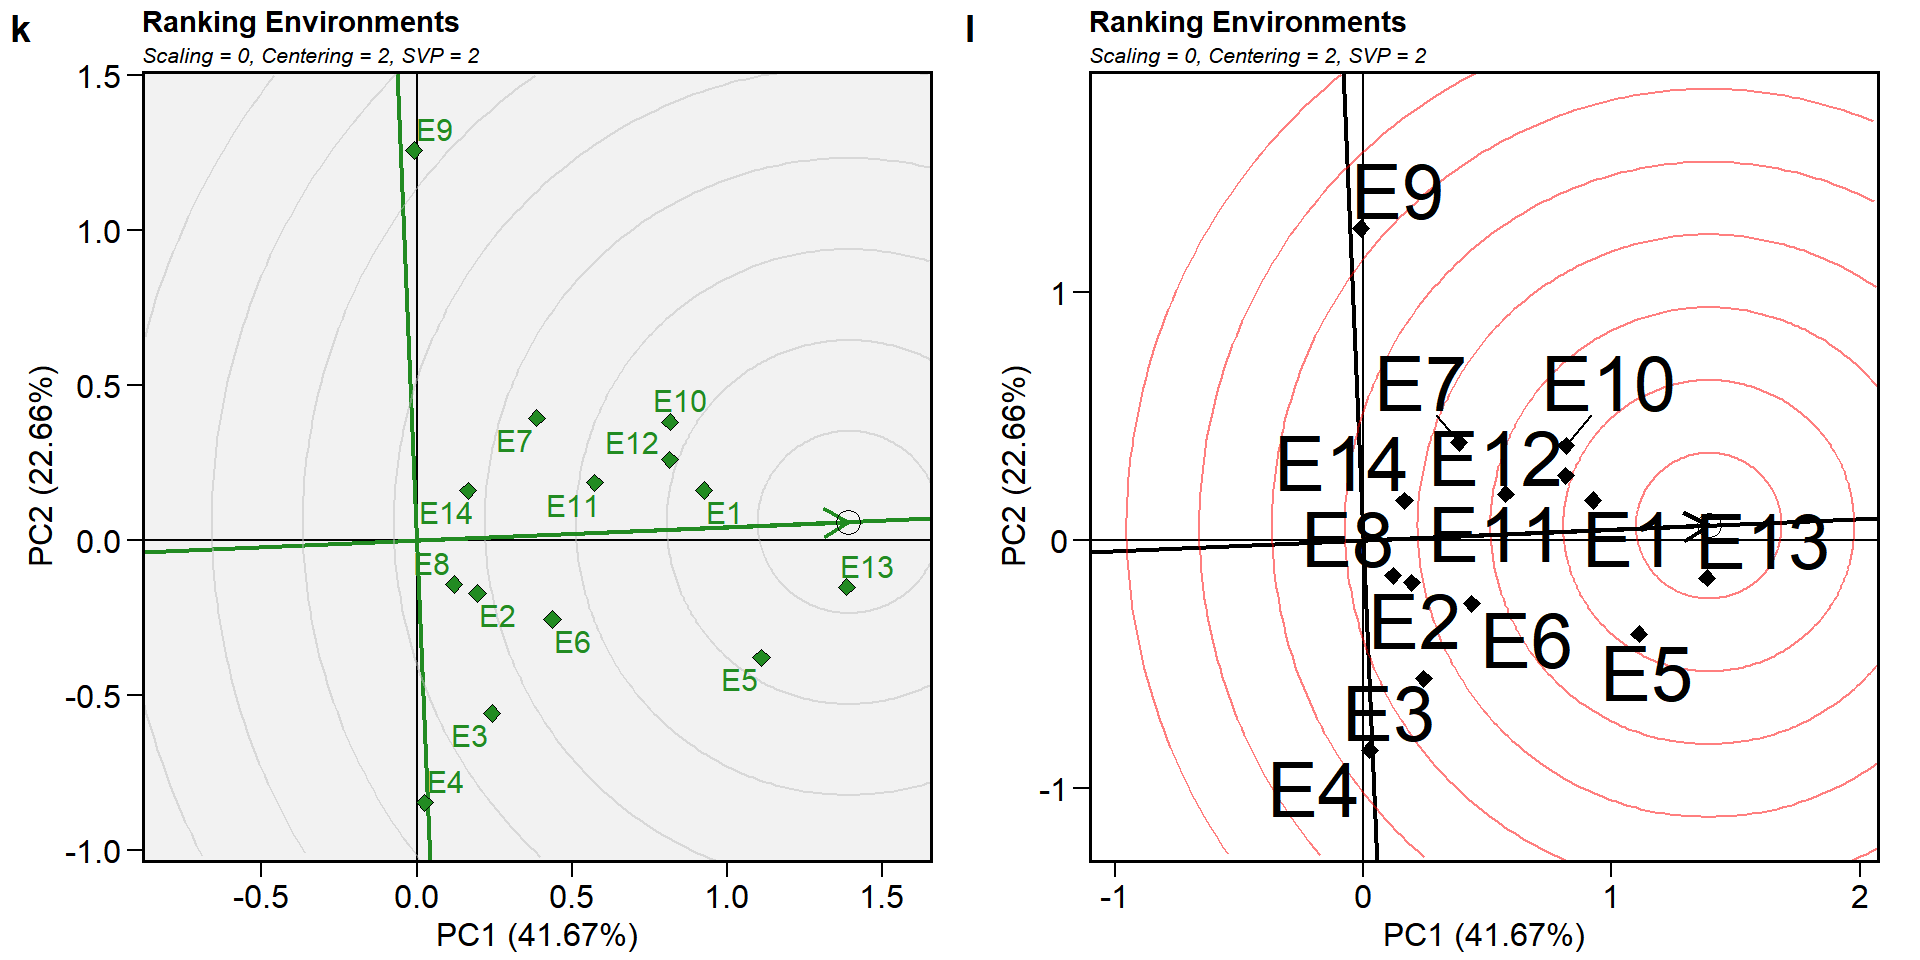 k
Ranking Environments
Scaling = 0, Centering = 2, SVP = 2
1.5
1.0
0.5
0.0
-0.5
-1.0
PC2 (22.66%)
E9
E10
E7
E12
E11
E14
E1
E8
E13
E2
E6
E5
E3
E4
-0.5
0.0
0.5
1.0
1.5
PC1 (41.67%)
l
Ranking Environments
Scaling = 0, Centering = 2, SVP = 2
1
0
-1
PC2 (22.66%)
E9
E7
E10
E14
E12
E8
E11
E1
E13
E2
E6
E5
E3
E4
-1
0
1
2
PC1 (41.67%)